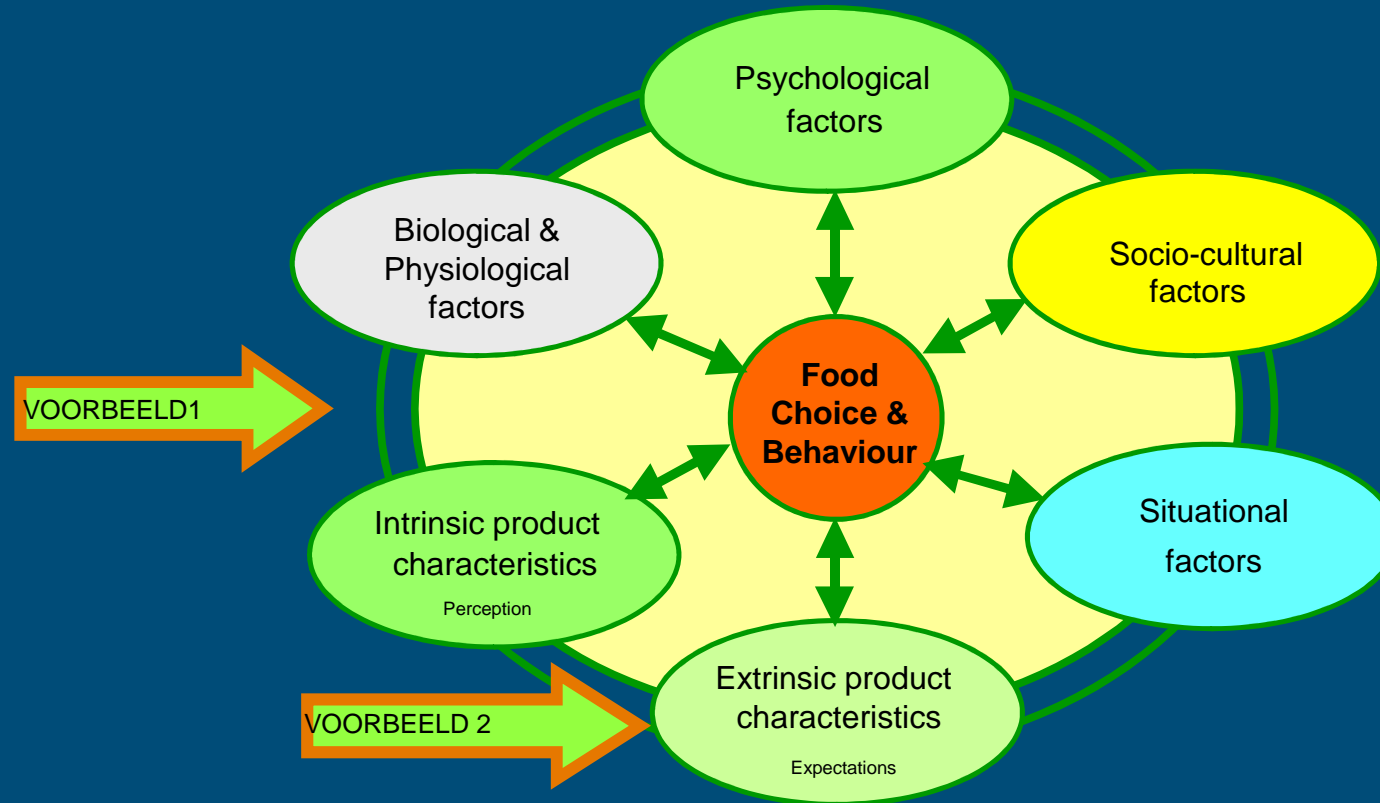 Psychological
factors
Biological &
Physiological
factors
Socio-cultural
factors
VOORBEELD1
Food
Choice &
Behaviour
Intrinsic product
characteristics
Perception
Situational
factors
VOORBEELD 2
Extrinsic product
characteristics
Expectations